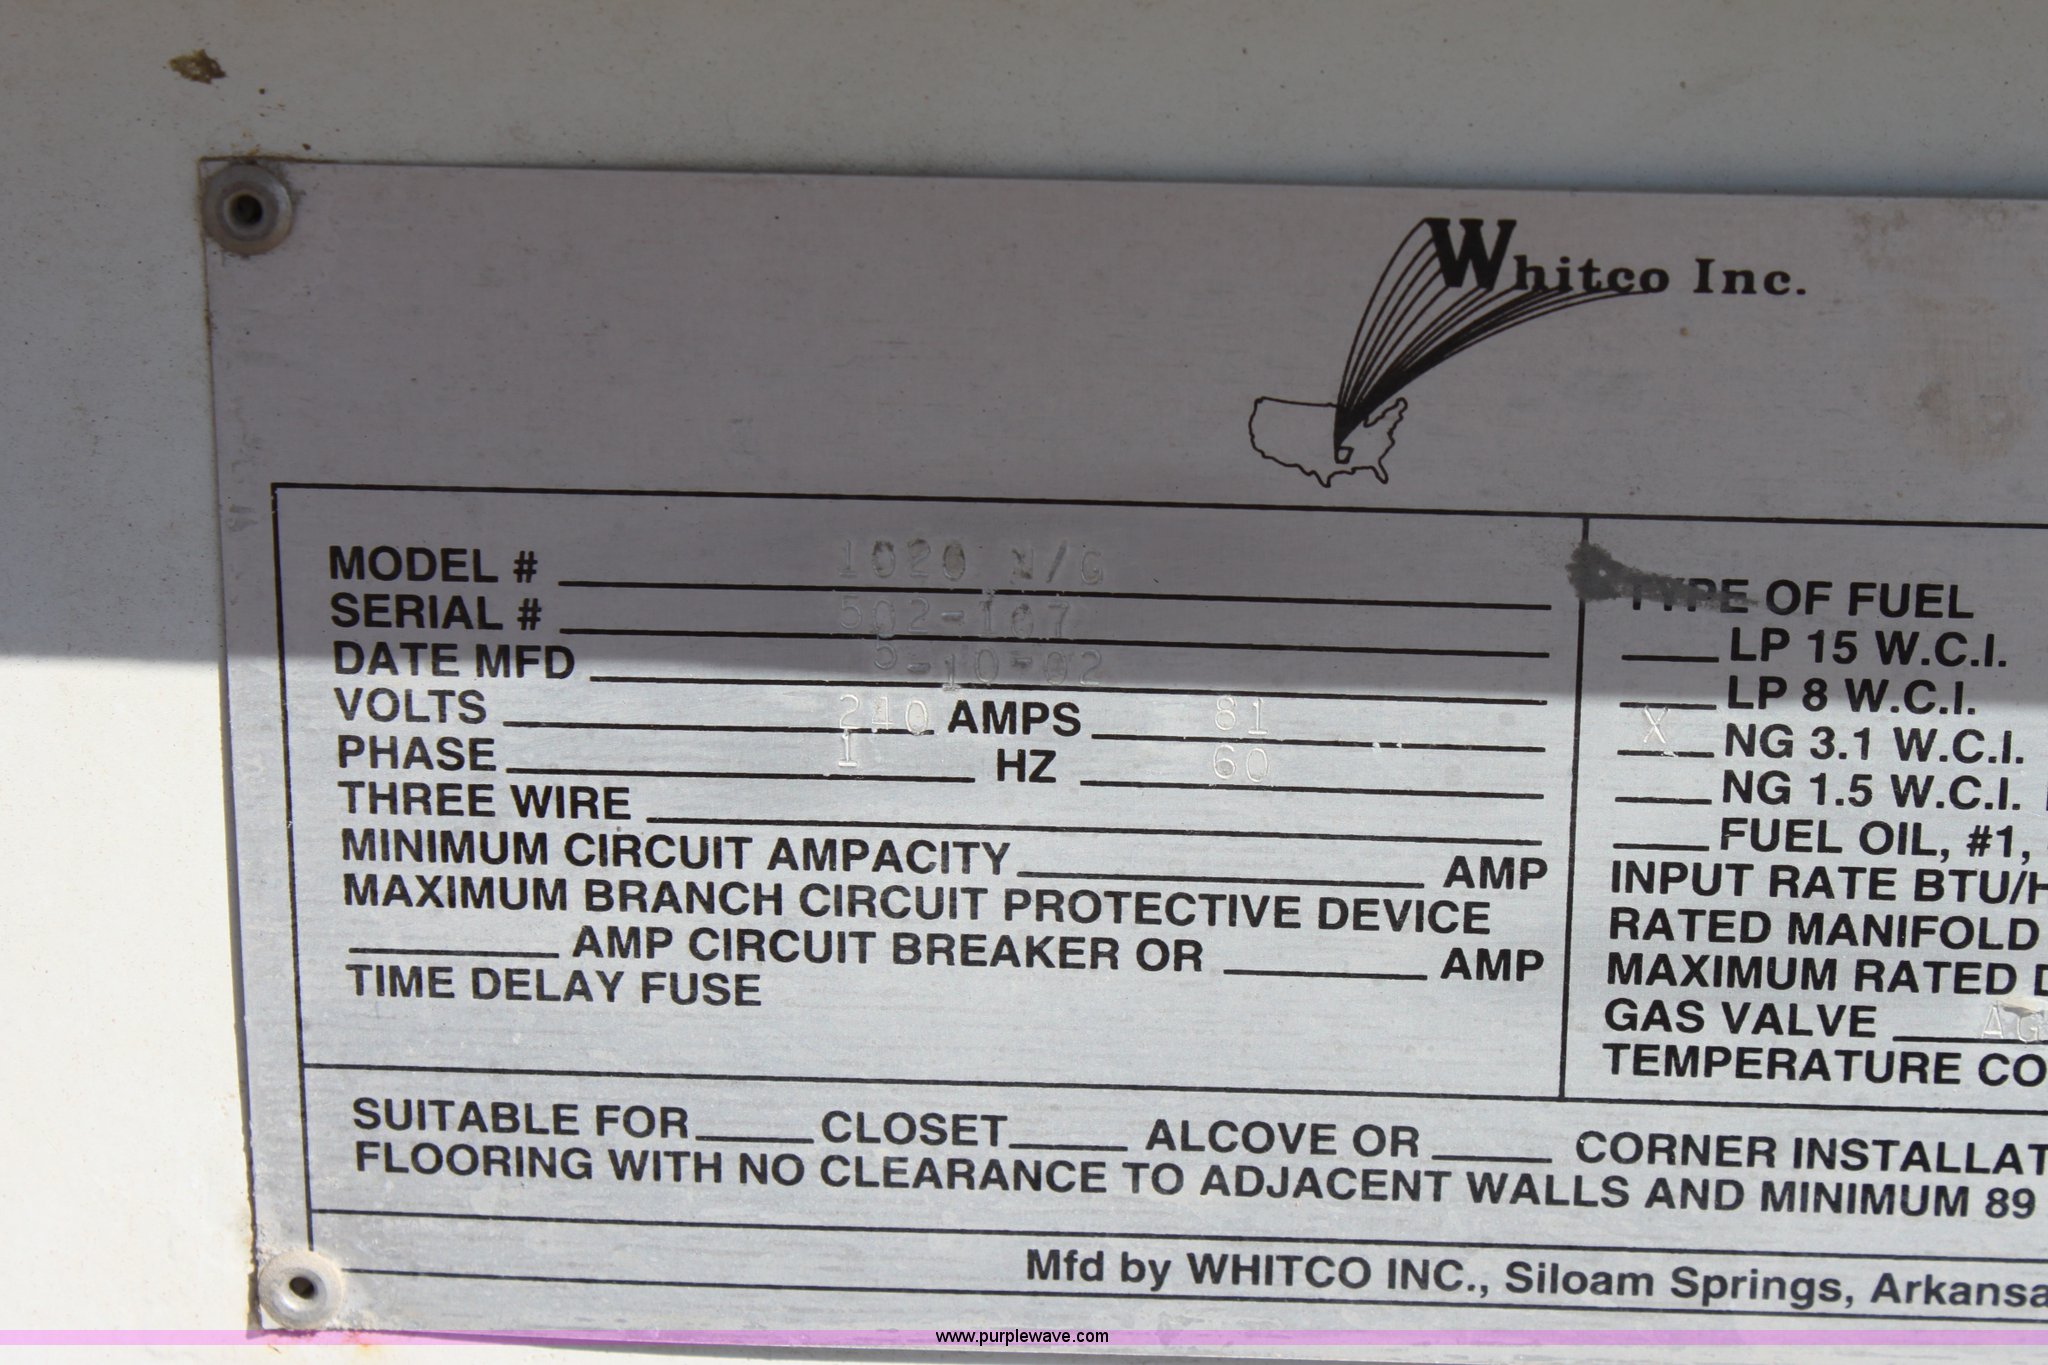 Whitco Inc.
MODEL # 1020 N/G
SERIAL # 502-107
DATE MFD 5-10-02
VOLTS 240 AMPS 81
PHASE 1 HZ 60
THREE WIRE
MINIMUM CIRCUIT AMPACITY AMP
MAXIMUM BRANCH CIRCUIT PROTECTIVE DEVICE
AMP CIRCUIT BREAKER OR AMP
TIME DELAY FUSE
TYPE OF FUEL
LP 15 W.C.I.
LP 8 W.C.I.
X NG 3.1 W.C.I.
NG 1.5 W.C.I.
FUEL OIL, #1,
INPUT RATE BTU/H
RATED MANIFOLD
MAXIMUM RATED D
GAS VALVE AG
TEMPERATURE CO
SUITABLE FOR CLOSET ALCOVE OR CORNER INSTALLAT
FLOORING WITH NO CLEARANCE TO ADJACENT WALLS AND MINIMUM 89
Mfd by WHITCO INC., Siloam Springs, Arkansa
www.purplewave.com